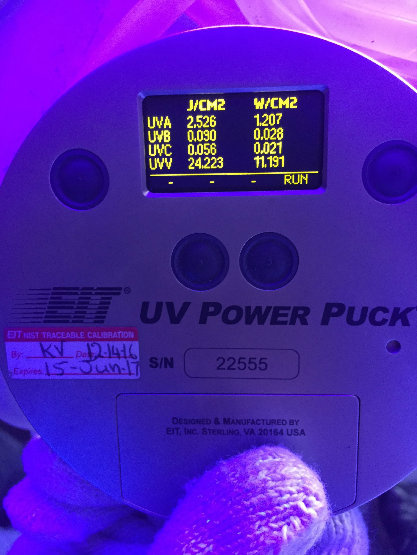 J/CM2 W/CM2
UVA 2.526 1.207
UVB 0.090 0.028
UVC 0.056 0.021
UVV 24.223 11.191
- - - RUN
EIT®
UV POWER PUCK
EIT NIST TRACEABLE CALIBRATION
By: KV Date 12-14-16
Expires 15-Jun-17
S/N 22555
DESIGNED & MANUFACTURED BY
EIT, INC. STERLING, VA 20164 USA